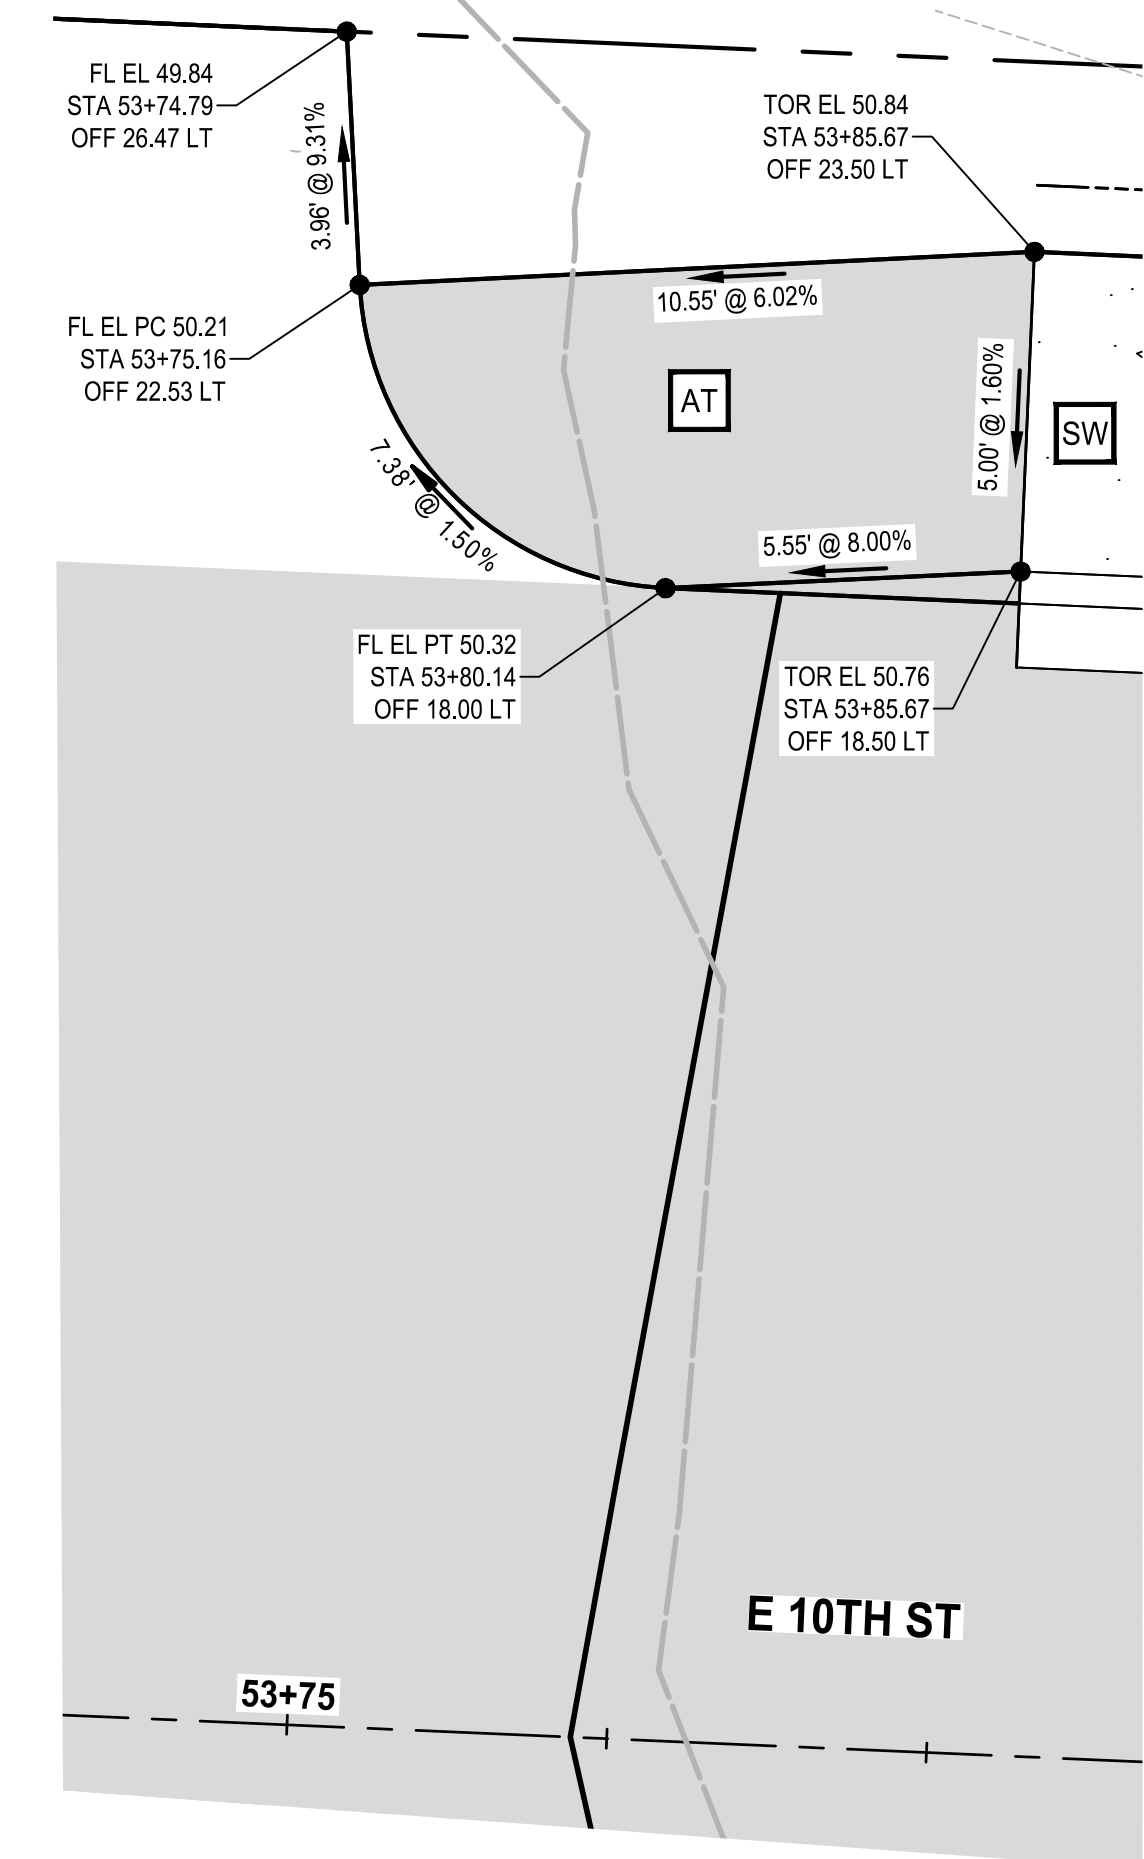 FL EL 49.84
STA 53+74.79
OFF 26.47 LT
3.96' @ 9.31%
TOR EL 50.84
STA 53+85.67
OFF 23.50 LT
10.55' @ 6.02%
FL EL PC 50.21
STA 53+75.16
OFF 22.53 LT
AT
5.00' @ 1.60%
SW
7.38' @ 1.50%
5.55' @ 8.00%
FL EL PT 50.32
STA 53+80.14
OFF 18.00 LT
TOR EL 50.76
STA 53+85.67
OFF 18.50 LT
E 10TH ST
53+75